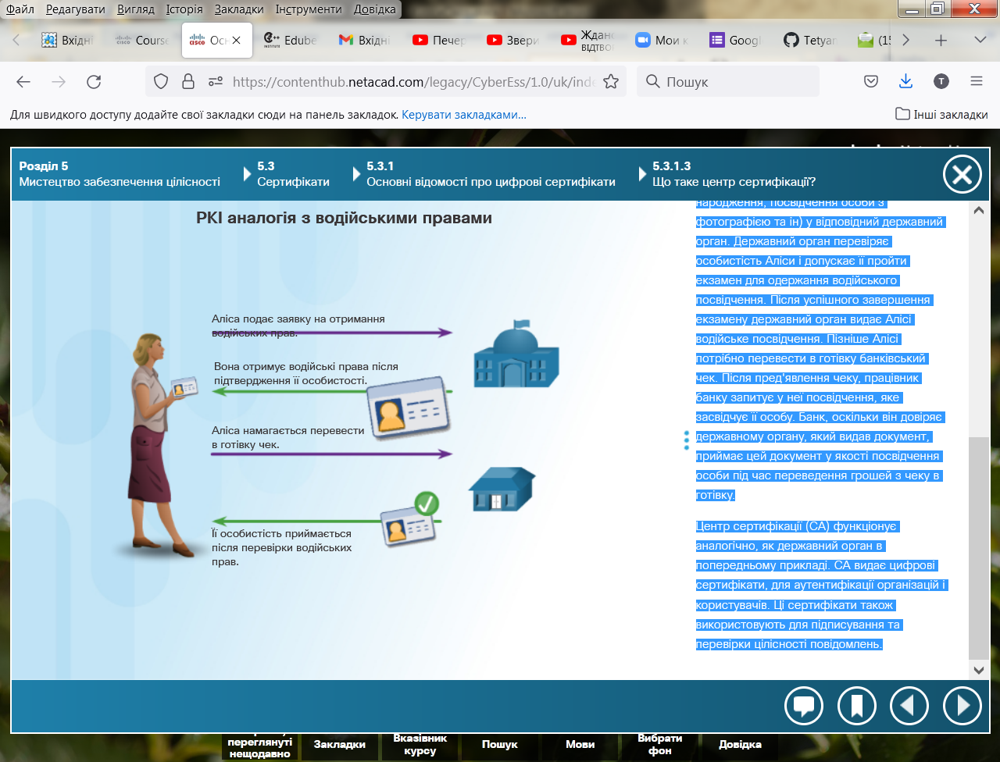 Файл Редагувати Вигляд Історія Закладки Інструменти Довідка
Вхідні Course Осн Edube Вхідні Печер Звери Ждано Мои к Googl Tetyan (15
ВІДТВО
https://contenthub.netacad.com/legacy/CyberEss/1.0/uk/inde Пошук
Для швидкого доступу додайте свої закладки сюди на панель закладок. Керувати закладками... Інші закладки
Розділ 5 5.3 5.3.1 5.3.1.3
Мистецтво забезпечення цілісності Сертифікати Основні відомості про цифрові сертифікати Що таке центр сертифікації?
PKI аналогія з водійськими правами
Аліса подає заявку на отримання
водійських прав.
Вона отримує водійські права після
підтвердження її особистості.
Аліса намагається перевести
в готівку чек.
Її особистість приймається
після перевірки водійських
прав.
народження, посвідчення особи з
фотографією та ін) у відповідний державний
орган. Державний орган перевіряє
особистість Аліси і допускає її пройти
екзамен для одержання водійського
посвідчення. Після успішного завершення
екзамену державний орган видає Алісі
водійське посвідчення. Пізніше Алісі
потрібно перевести в готівку банківський
чек. Після пред'явлення чеку, працівник
банку запитує у неї посвідчення, яке
засвідчує її особу. Банк, оскільки він довіряє
державному органу, який видав документ,
приймає цей документ у якості посвідчення
особи під час переведення грошей з чеку в
готівку.
Центр сертифікації (CA) функціонує
аналогічно, як державний орган в
попередньому прикладі. CA видає цифрові
сертифікати, для аутентифікації організацій і
користувачів. Ці сертифікати також
використовують для підписування та
перевірки цілісності повідомлень.
переглянуті
нещодавно
Закладки
Вказівник
курсу
Пошук
Мови
Вибрати
фон
Довідка